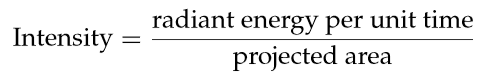 Intensity = radiant energy per unit time
projected area